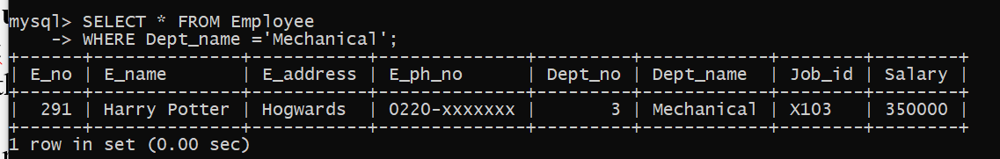 mysql> SELECT * FROM Employee
    -> WHERE Dept_name ='Mechanical';
+------+--------------+-----------+--------------+---------+------------+--------+--------+
| E_no | E_name       | E_address | E_ph_no      | Dept_no | Dept_name  | Job_id | Salary |
+------+--------------+-----------+--------------+---------+------------+--------+--------+
|  291 | Harry Potter | Hogwards  | 0220-xxxxxxx |       3 | Mechanical | X103   | 350000 |
+------+--------------+-----------+--------------+---------+------------+--------+--------+
1 row in set (0.00 sec)